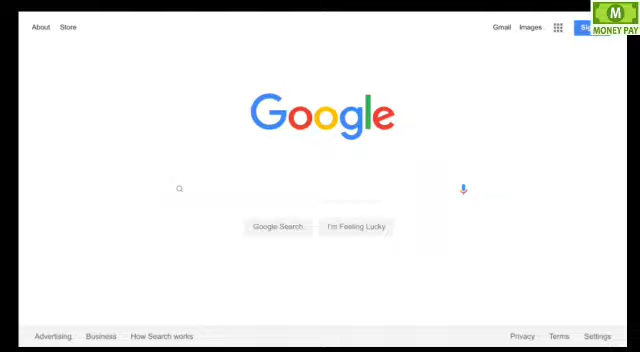 About Store
Gmail Images
M
MONEY PAY
Google
Google Search I'm Feeling Lucky
Advertising Business How Search works
Privacy Terms Settings